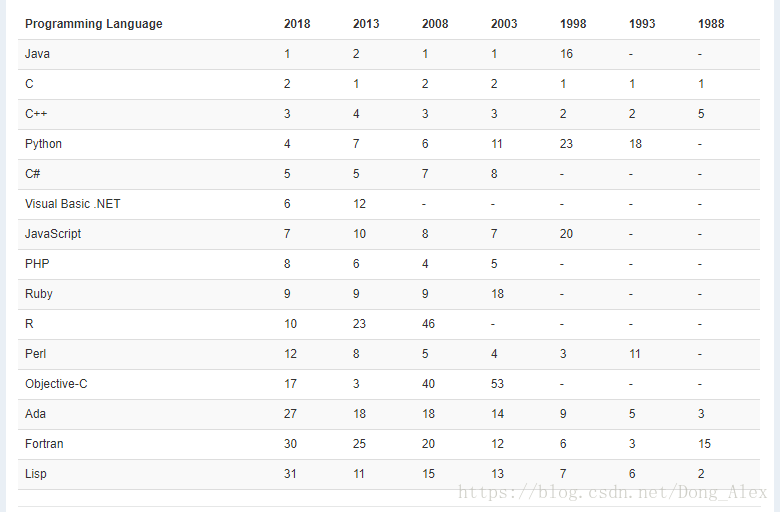 Programming Language 2018 2013 2008 2003 1998 1993 1988
Java 1 2 1 1 16 - -
C 2 1 2 2 1 1 1
C++ 3 4 3 3 2 2 5
Python 4 7 6 11 23 18 -
C# 5 5 7 8 - - -
Visual Basic .NET 6 12 - - - - -
JavaScript 7 10 8 7 20 - -
PHP 8 6 4 5 - - -
Ruby 9 9 9 18 - - -
R 10 23 46 - - - -
Perl 12 8 5 4 3 11 -
Objective-C 17 3 40 53 - - -
Ada 27 18 18 14 9 5 3
Fortran 30 25 20 12 6 3 15
Lisp 31 11 15 13 7 6 2
https://blog.csdn.net/Dong_Alex